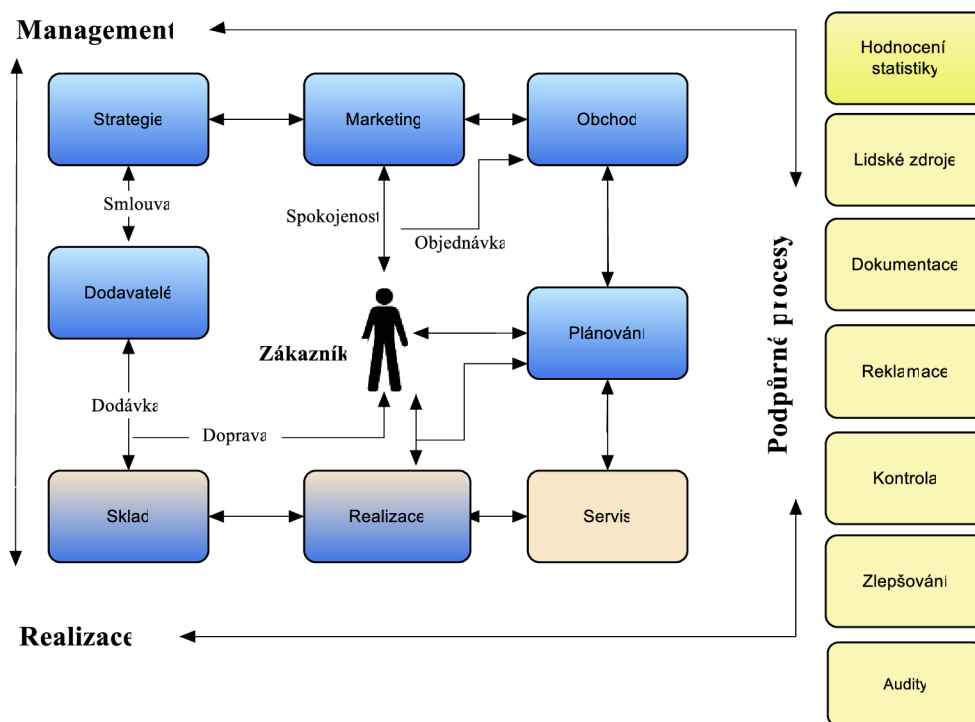 Management
Hodnocení
statistiky
Strategie
Marketing
Obchod
Lidské zdroje
Smlouva
Spokojenost
Objednávka
Dokumentace
Dodavatelé
Zákazník
Plánování
Podpůrné procesy
Reklamace
Dodávka
Doprava
Kontrola
Sklad
Realizace
Servis
Zlepšování
Realizace
Audity